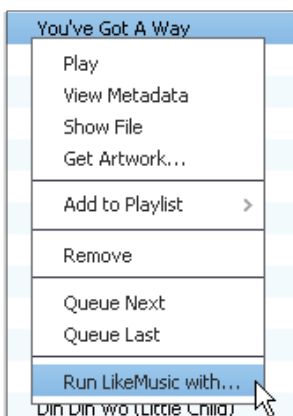 You've Got A Way
Play
View Metadata
Show File
Get Artwork...
Add to Playlist >
Remove
Queue Next
Queue Last
Run LikeMusic with...
Din Din Wo (Little Child)